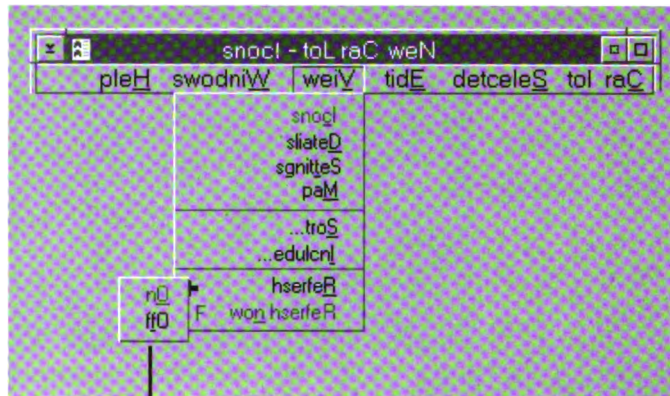 snocI - toL raC weN
pleH swodniW weiV tidE detceleS tol raC
snocI
sliateD
sgnitteS
paM
...troS
...edulcnI
hserfeR
F won hserfeR
nO
ffO